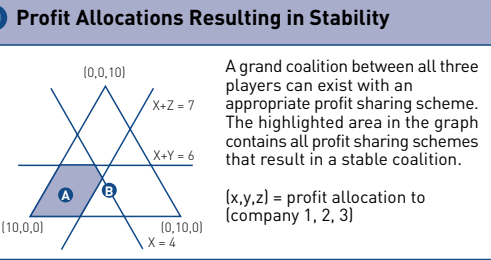 Profit Allocations Resulting in Stability
(0,0,10)
X+Z = 7
X+Y = 6
A
B
(10,0,0)
(0,10,0)
X = 4
A grand coalition between all three
players can exist with an
appropriate profit sharing scheme.
The highlighted area in the graph
contains all profit sharing schemes
that result in a stable coalition.
(x,y,z) = profit allocation to
(company 1, 2, 3)